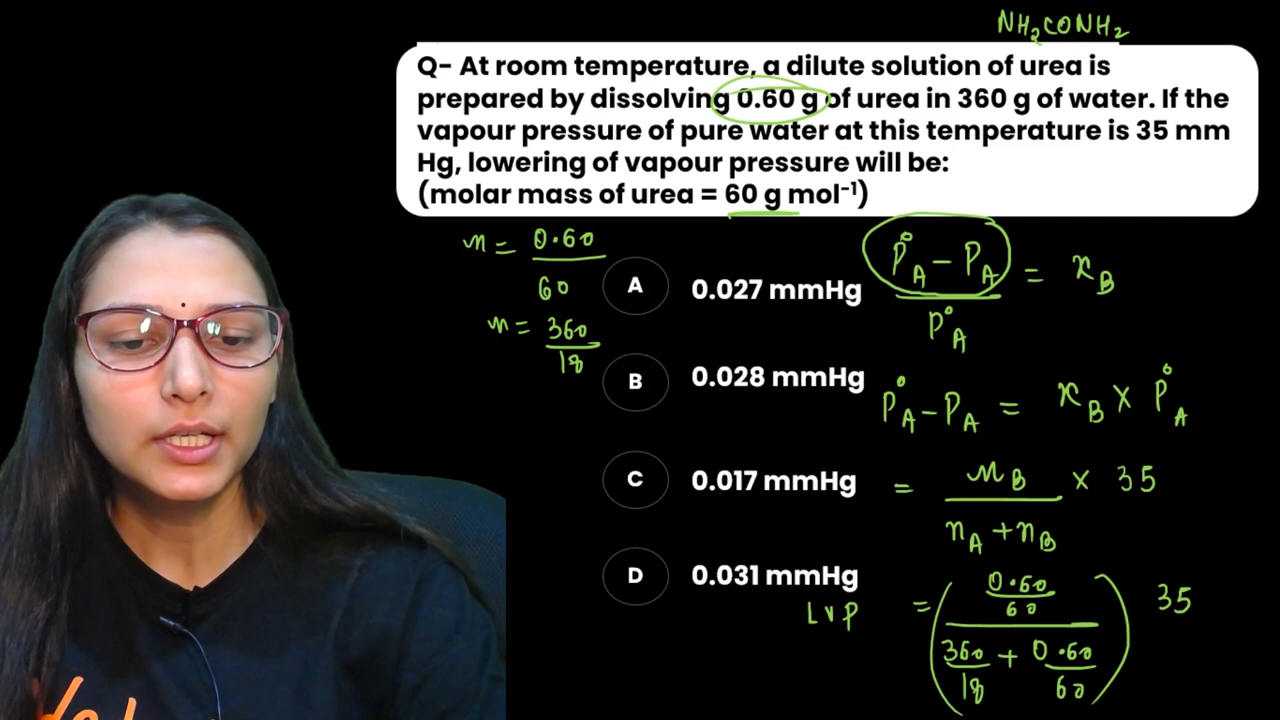 NH₂CONH₂
Q- At room temperature, a dilute solution of urea is
prepared by dissolving 0.60 g of urea in 360 g of water. If the
vapour pressure of pure water at this temperature is 35 mm
Hg, lowering of vapour pressure will be:
(molar mass of urea = 60 g mol⁻¹)
n = 0.60 / 60
n = 360 / 18
A 0.027 mmHg
B 0.028 mmHg
C 0.017 mmHg
D 0.031 mmHg
P°A - PA / P°A = xB
P°A - PA = xB × P°A
= nB / nA + nB × 35
LVP = ( 0.60 / 60 / 360 / 18 + 0.60 / 60 ) 35